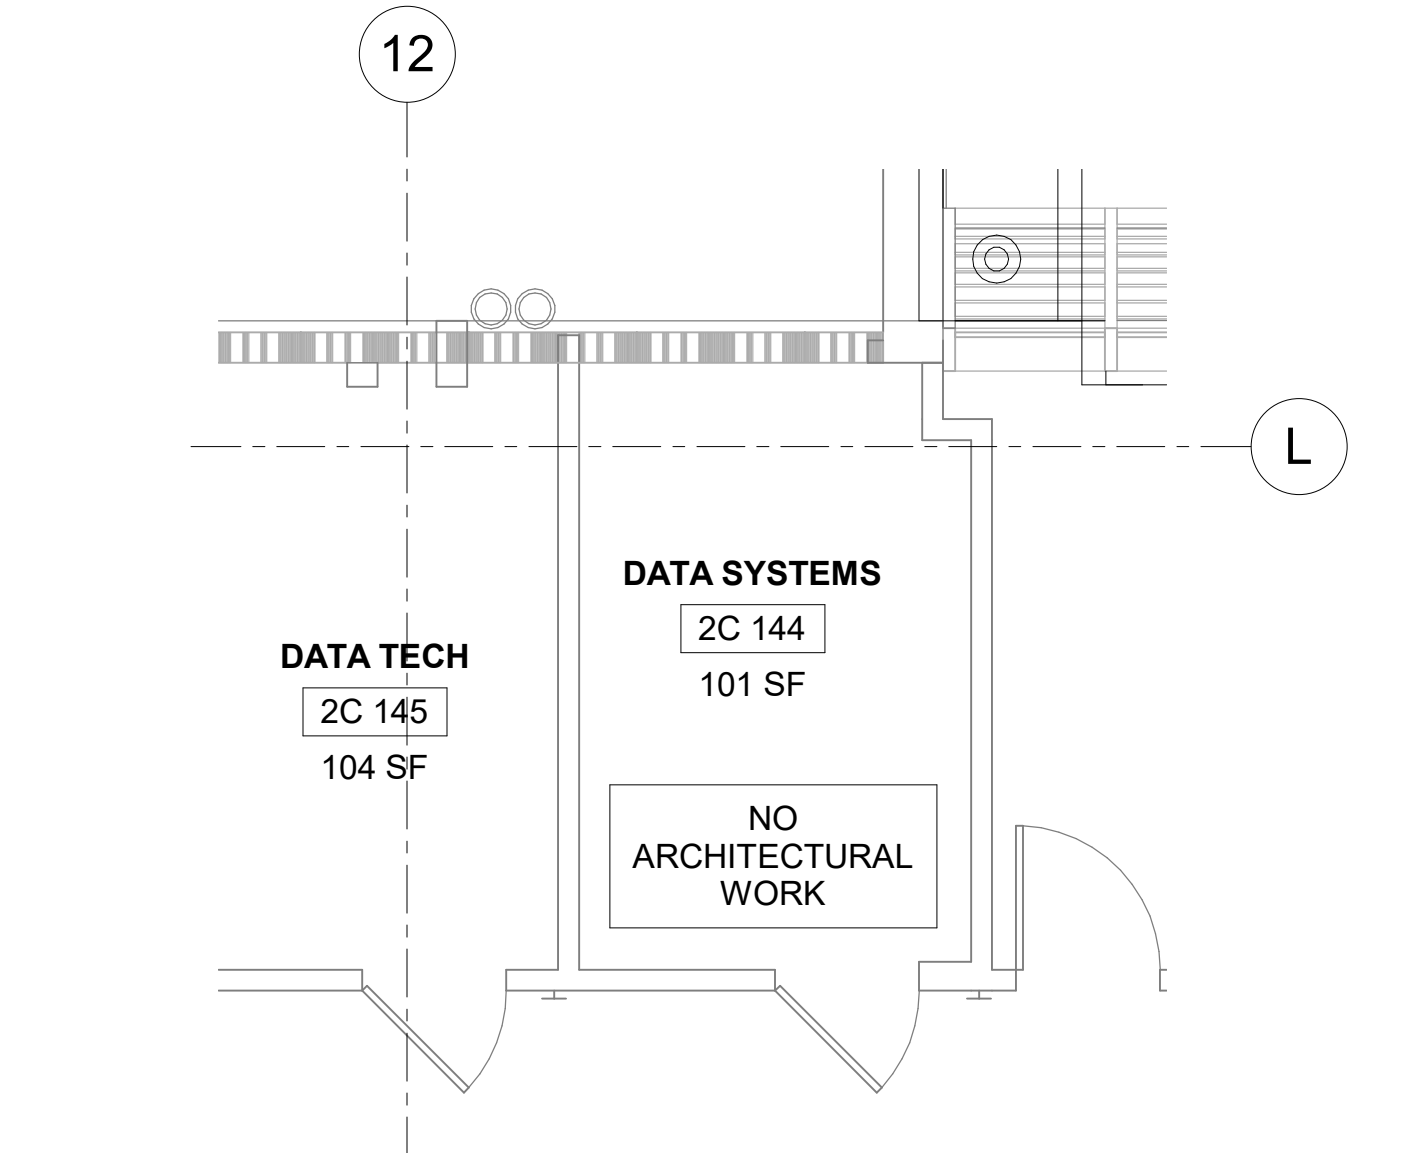 12
L
DATA SYSTEMS
2C 144
101 SF
DATA TECH
2C 145
104 SF
NO
ARCHITECTURAL
WORK